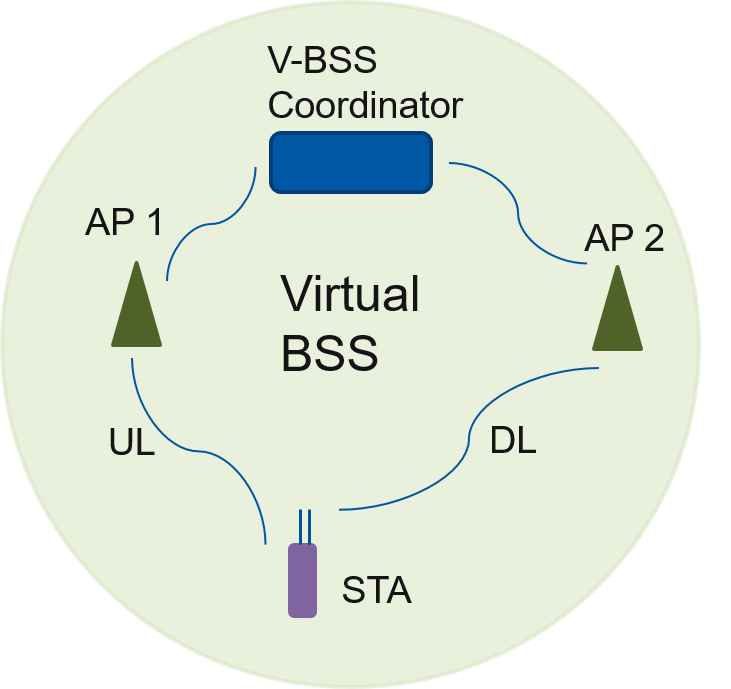 V-BSS
Coordinator
AP 1
AP 2
Virtual
BSS
UL
DL
STA